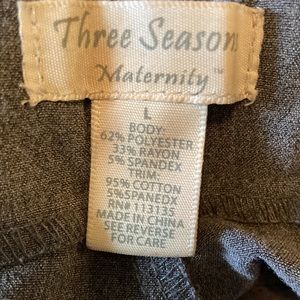 Three Season
Maternity™
L
BODY:
62% POLYESTER
33% RAYON
5% SPANDEX
TRIM:
95% COTTON
5%SPANEDX
RN# 113135
MADE IN CHINA
SEE REVERSE
FOR CARE